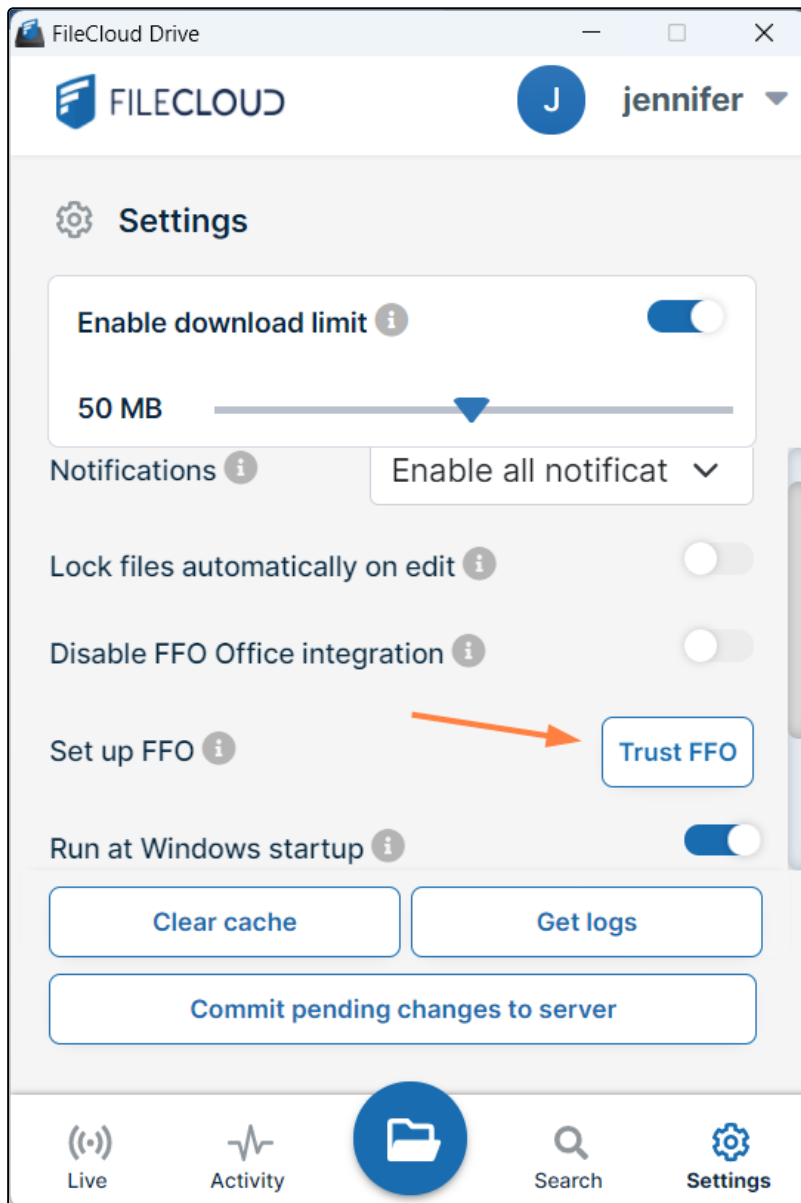 FileCloud Drive
FILECLOUD
J
jennifer
Settings
Enable download limit
50 MB
Notifications
Enable all notificat
Lock files automatically on edit
Disable FFO Office integration
Set up FFO
Trust FFO
Run at Windows startup
Clear cache
Get logs
Commit pending changes to server
Live
Activity
Search
Settings